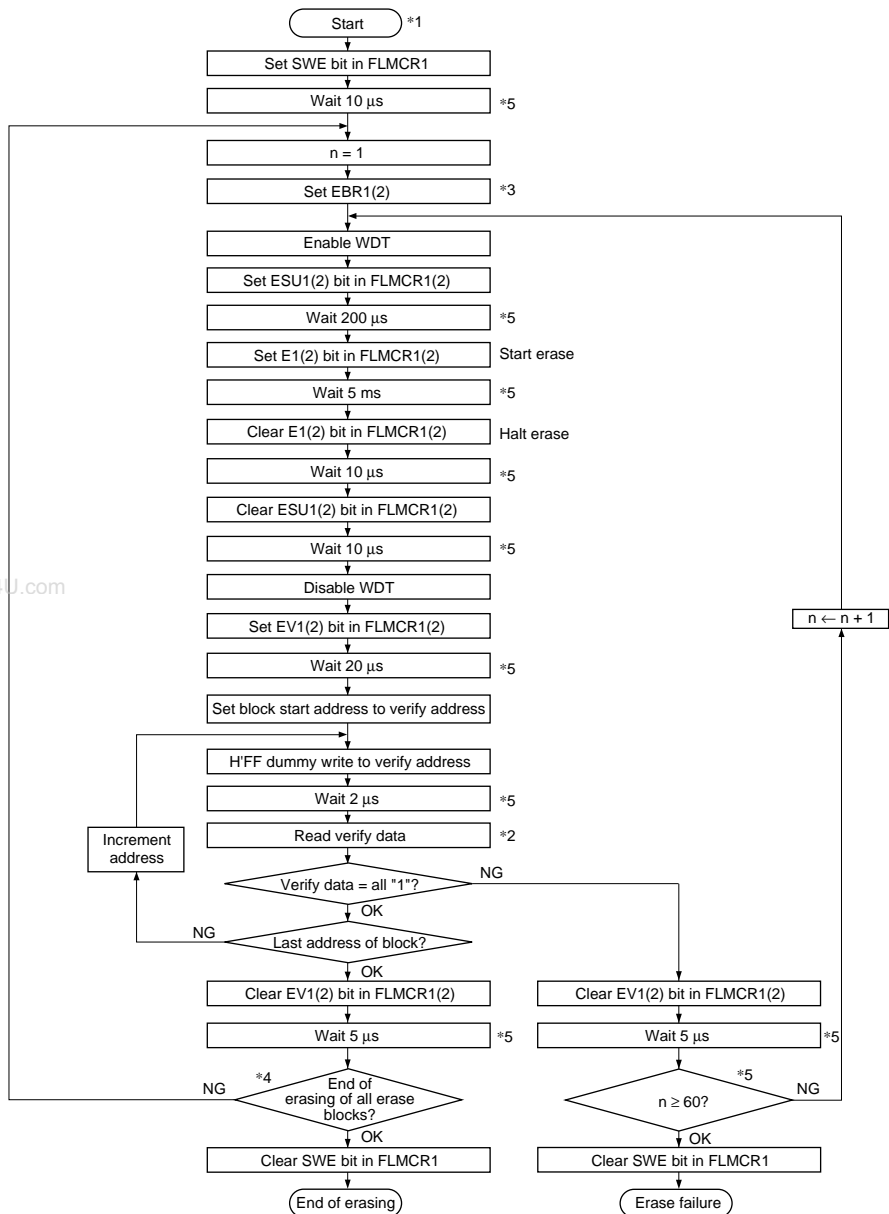 Start *1
Set SWE bit in FLMCR1
Wait 10 μs *5
n = 1
Set EBR1(2) *3
Enable WDT
Set ESU1(2) bit in FLMCR1(2)
Wait 200 μs *5
Set E1(2) bit in FLMCR1(2) Start erase
Wait 5 ms *5
Clear E1(2) bit in FLMCR1(2) Halt erase
Wait 10 μs *5
Clear ESU1(2) bit in FLMCR1(2)
Wait 10 μs *5
Disable WDT
4U.com
Set EV1(2) bit in FLMCR1(2)
n ← n + 1
Wait 20 μs *5
Set block start address to verify address
H'FF dummy write to verify address
Wait 2 μs *5
Increment
address
Read verify data *2
Verify data = all "1"?
NG
OK
NG
Last address of block?
OK
Clear EV1(2) bit in FLMCR1(2)
Clear EV1(2) bit in FLMCR1(2)
Wait 5 μs *5
Wait 5 μs *5
NG
*4
End of
erasing of all erase
blocks?
*5
n ≥ 60?
NG
OK
OK
Clear SWE bit in FLMCR1
Clear SWE bit in FLMCR1
End of erasing
Erase failure